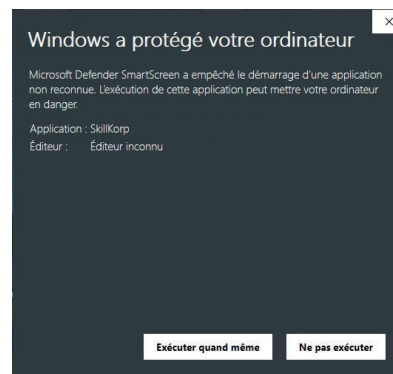 Windows a protégé votre ordinateur
Microsoft Defender SmartScreen a empêché le démarrage d'une application
non reconnue. L'exécution de cette application peut mettre votre ordinateur
en danger.
Application : SkillKorp
Éditeur : Éditeur inconnu
Exécuter quand même Ne pas exécuter